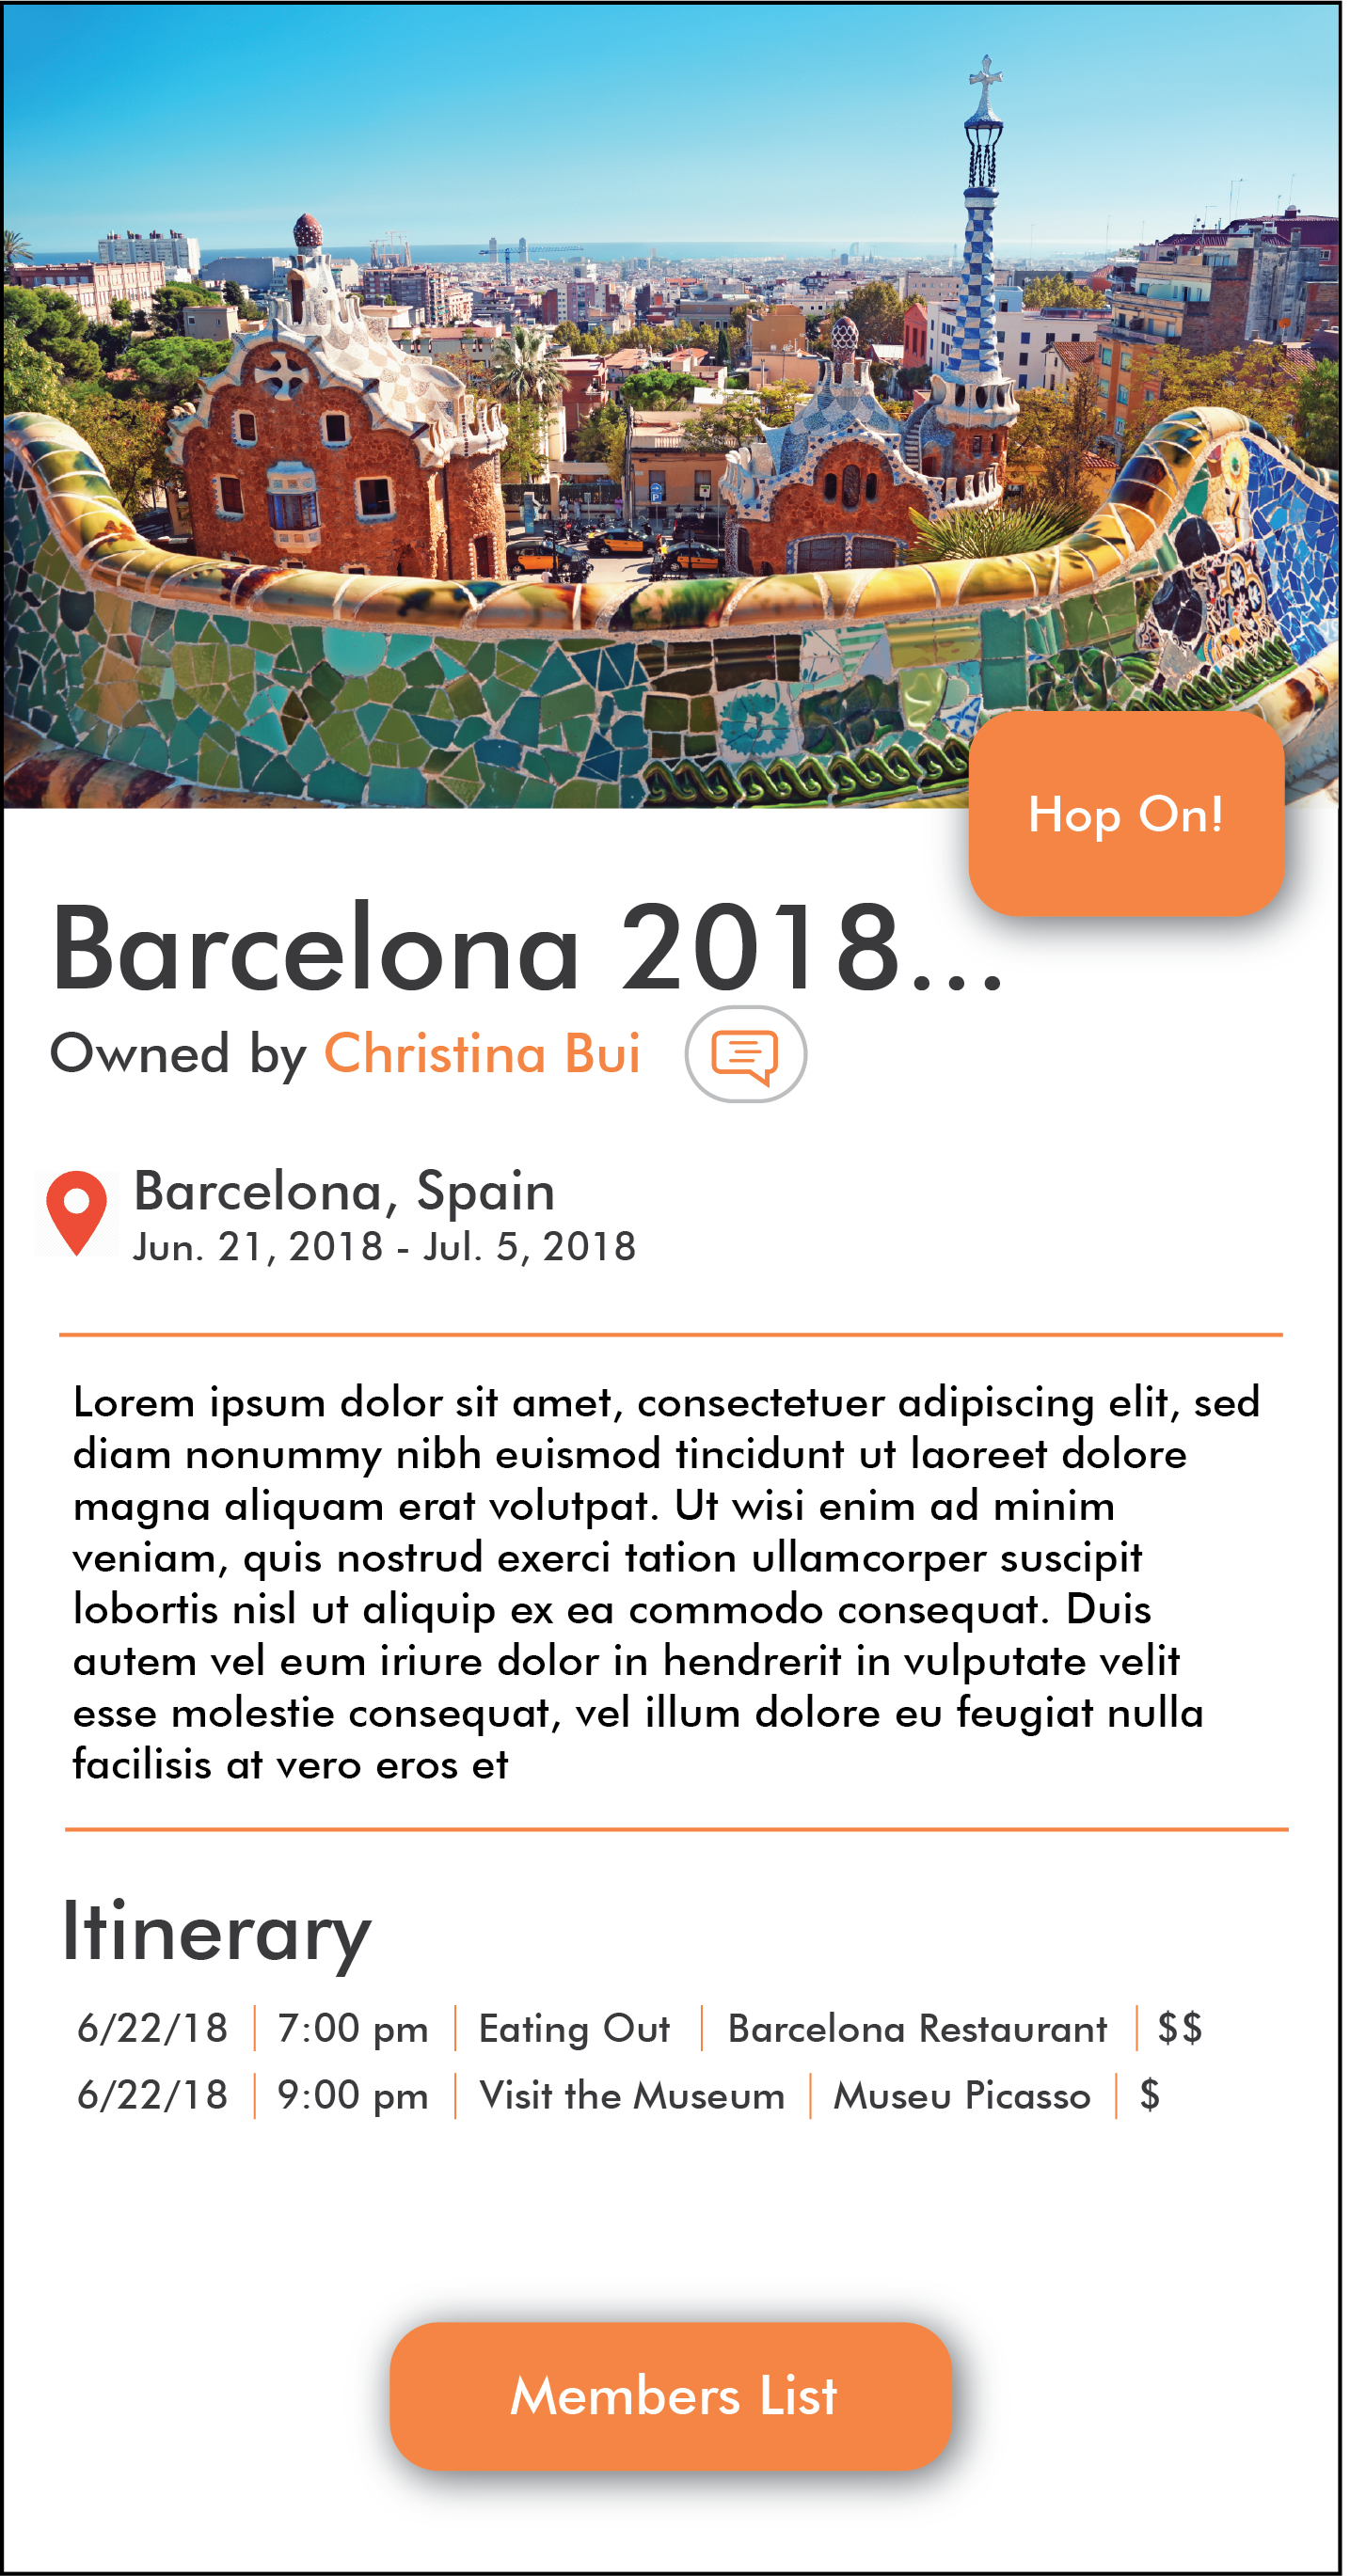 Hop On!
Barcelona 2018...
Owned by Christina Bui
Barcelona, Spain
Jun. 21, 2018 - Jul. 5, 2018
Lorem ipsum dolor sit amet, consectetuer adipiscing elit, sed
diam nonummy nibh euismod tincidunt ut laoreet dolore
magna aliquam erat volutpat. Ut wisi enim ad minim
veniam, quis nostrud exerci tation ullamcorper suscipit
lobortis nisl ut aliquip ex ea commodo consequat. Duis
autem vel eum iriure dolor in hendrerit in vulputate velit
esse molestie consequat, vel illum dolore eu feugiat nulla
facilisis at vero eros et
Itinerary
6/22/18 | 7:00 pm | Eating Out | Barcelona Restaurant | $$
6/22/18 | 9:00 pm | Visit the Museum | Museu Picasso | $
Members List